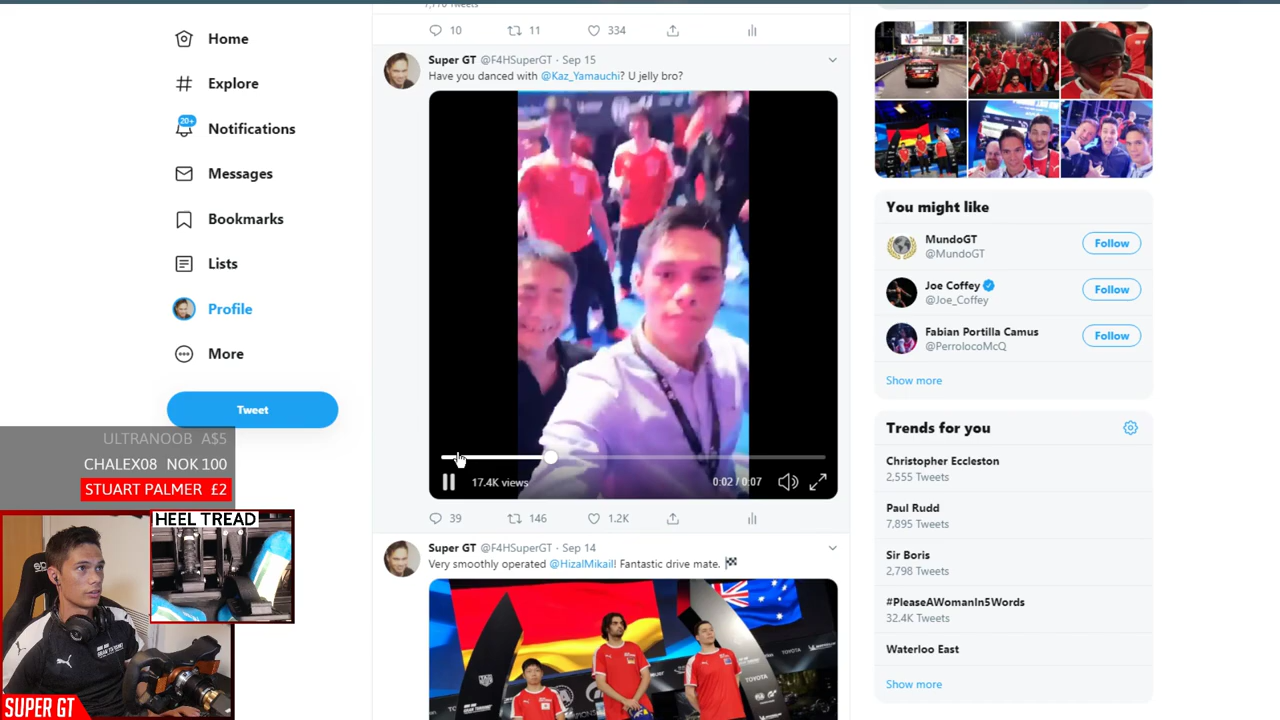 7,770 Tweets
Home
Explore
20+
Notifications
Messages
Bookmarks
Lists
Profile
More
Tweet
ULTRANOOB A$5
CHALEX08 NOK 100
STUART PALMER £2
HEEL TREAD
SUPER GT
10 11 334
Super GT @F4HSuperGT · Sep 15
Have you danced with @Kaz_Yamauchi? U jelly bro?
17.4K views 0:02 / 0:07
39 146 1.2K
Super GT @F4HSuperGT · Sep 14
Very smoothly operated @HizalMikail! Fantastic drive mate.
TOYOTA
You might like
MundoGT
@MundoGT
Follow
Joe Coffey
@Joe_Coffey
Follow
Fabian Portilla Camus
@PerrolocoMcQ
Follow
Show more
Trends for you
Christopher Eccleston
2,555 Tweets
Paul Rudd
7,895 Tweets
Sir Boris
2,798 Tweets
#PleaseAWomanIn5Words
32.4K Tweets
Waterloo East
Show more